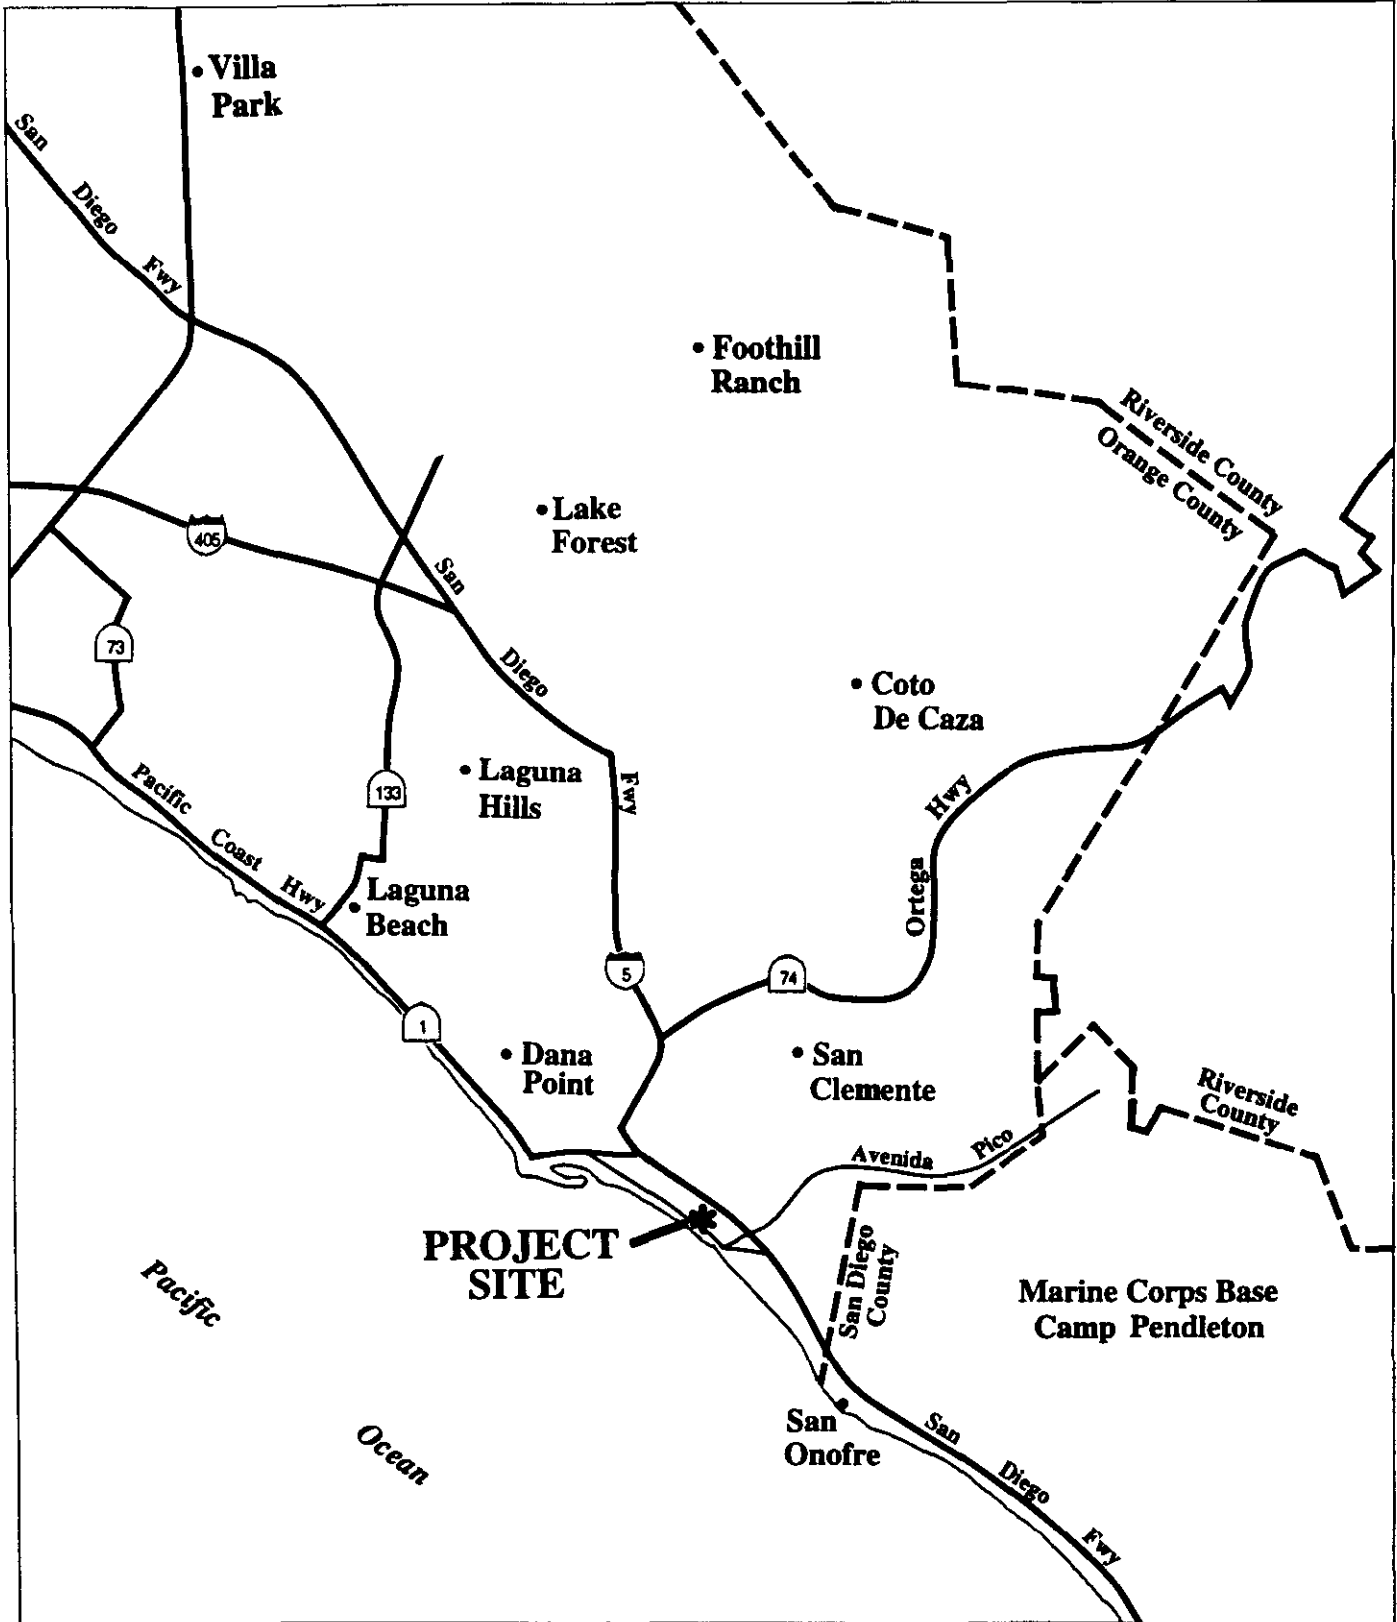 Villa
Park
San
Diego
Fwy
Foothill
Ranch
Riverside County
Orange County
Lake
Forest
405
San
73
Diego
Coto
De Caza
Pacific
Laguna
Hills
Fwy
133
Hwy
Coast
Hwy
Laguna
Beach
Ortega
5
74
1
Dana
Point
San
Clemente
Riverside
County
Avenida
Pico
PROJECT
SITE
San Diego
County
Pacific
Marine Corps Base
Camp Pendleton
San
Onofre
Ocean
San
Diego
Fwy